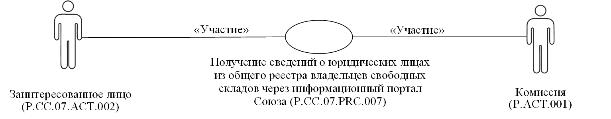 «Участие»
«Участие»
Получение сведений о юридических лицах
из общего реестра владельцев свободных
складов через информационный портал
Союза (P.CC.07.PRC.007)
Заинтересованное лицо
(P.CC.07.ACT.002)
Комиссия
(P.ACT.001)